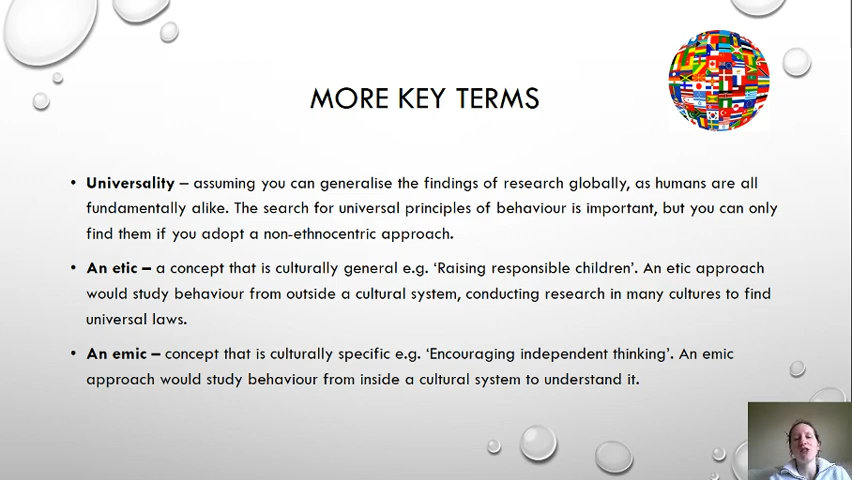 MORE KEY TERMS
• Universality – assuming you can generalise the findings of research globally, as humans are all
fundamentally alike. The search for universal principles of behaviour is important, but you can only
find them if you adopt a non-ethnocentric approach.
• An etic – a concept that is culturally general e.g. ‘Raising responsible children’. An etic approach
would study behaviour from outside a cultural system, conducting research in many cultures to find
universal laws.
• An emic – concept that is culturally specific e.g. ‘Encouraging independent thinking’. An emic
approach would study behaviour from inside a cultural system to understand it.